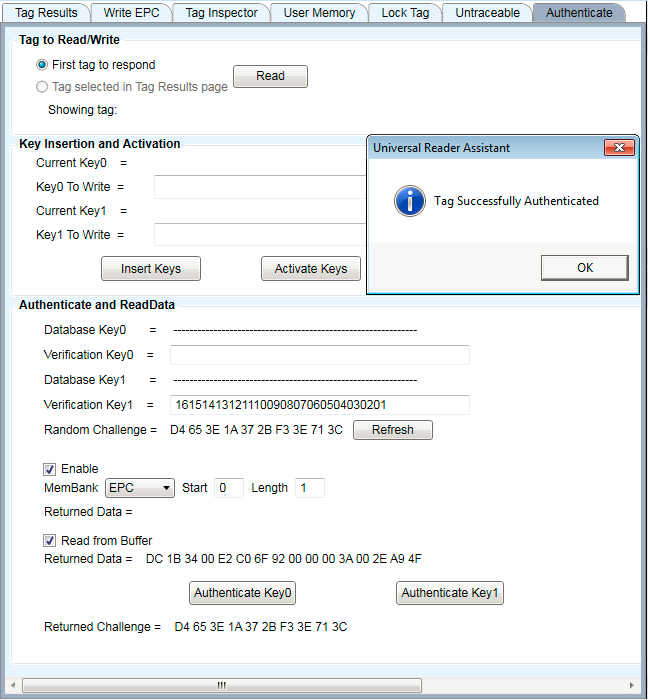 Tag Results Write EPC Tag Inspector User Memory Lock Tag Untraceable Authenticate
Tag to Read/Write
First tag to respond
Read
Tag selected in Tag Results page
Showing tag:
Key Insertion and Activation
Current Key0 =
Key0 To Write =
Current Key1 =
Key1 To Write =
Insert Keys Activate Keys
Universal Reader Assistant
Tag Successfully Authenticated
OK
Authenticate and ReadData
Database Key0 = -------------------------------------------------------------
Verification Key0 =
Database Key1 = -------------------------------------------------------------
Verification Key1 = 16151413121110090807060504030201
Random Challenge = D4 65 3E 1A 37 2B F3 3E 71 3C Refresh
Enable
MemBank EPC Start 0 Length 1
Returned Data =
Read from Buffer
Returned Data = DC 1B 34 00 E2 C0 6F 92 00 00 00 3A 00 2E A9 4F
Authenticate Key0 Authenticate Key1
Returned Challenge = D4 65 3E 1A 37 2B F3 3E 71 3C